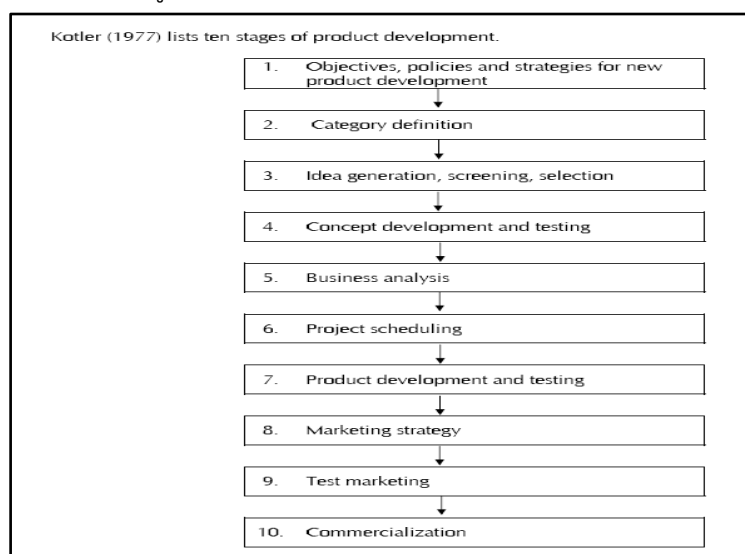 Kotler (1977) lists ten stages of product development.
1. Objectives, policies and strategies for new
product development
2. Category definition
3. Idea generation, screening, selection
4. Concept development and testing
5. Business analysis
6. Project scheduling
7. Product development and testing
8. Marketing strategy
9. Test marketing
10. Commercialization